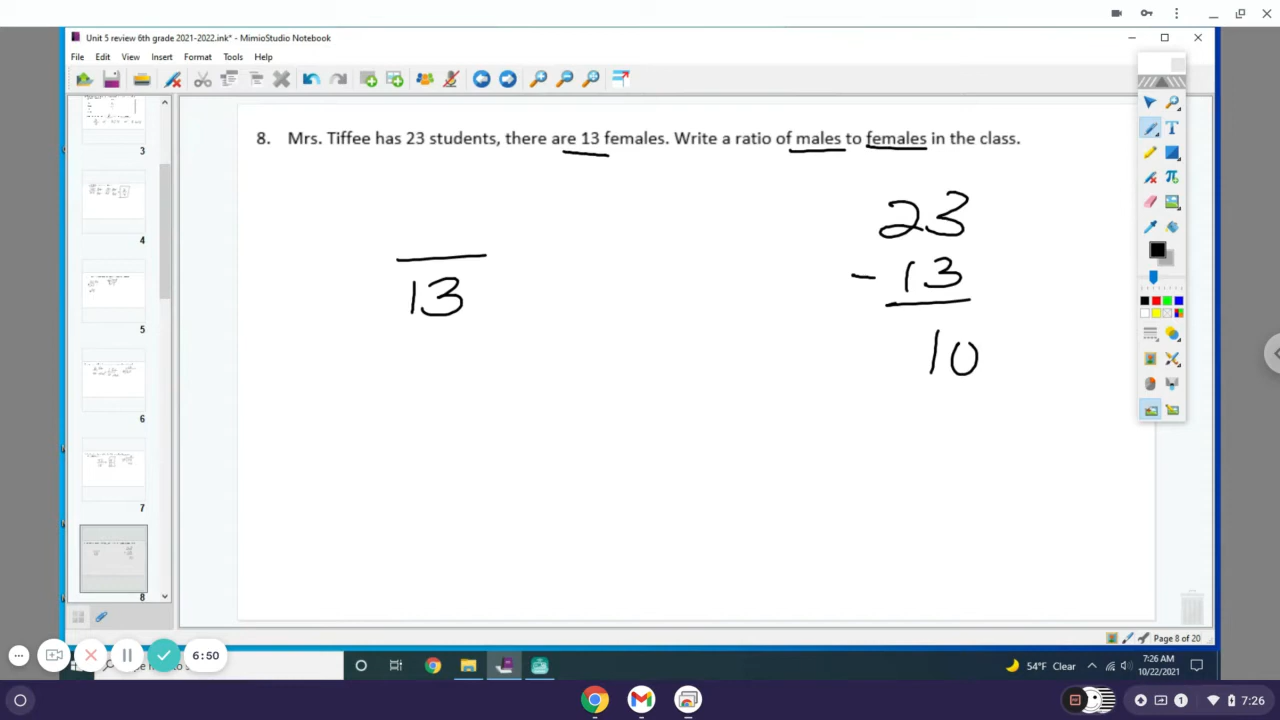 Unit 5 review 6th grade 2021-2022.ink* - MimioStudio Notebook
File Edit View Insert Format Tools Help
3
4
5
6
7
8
8. Mrs. Tiffee has 23 students, there are 13 females. Write a ratio of males to females in the class.
23
- 13
10
13
T
Page 8 of 20
6:50
54°F Clear
7:26 AM
10/22/2021
1
7:26